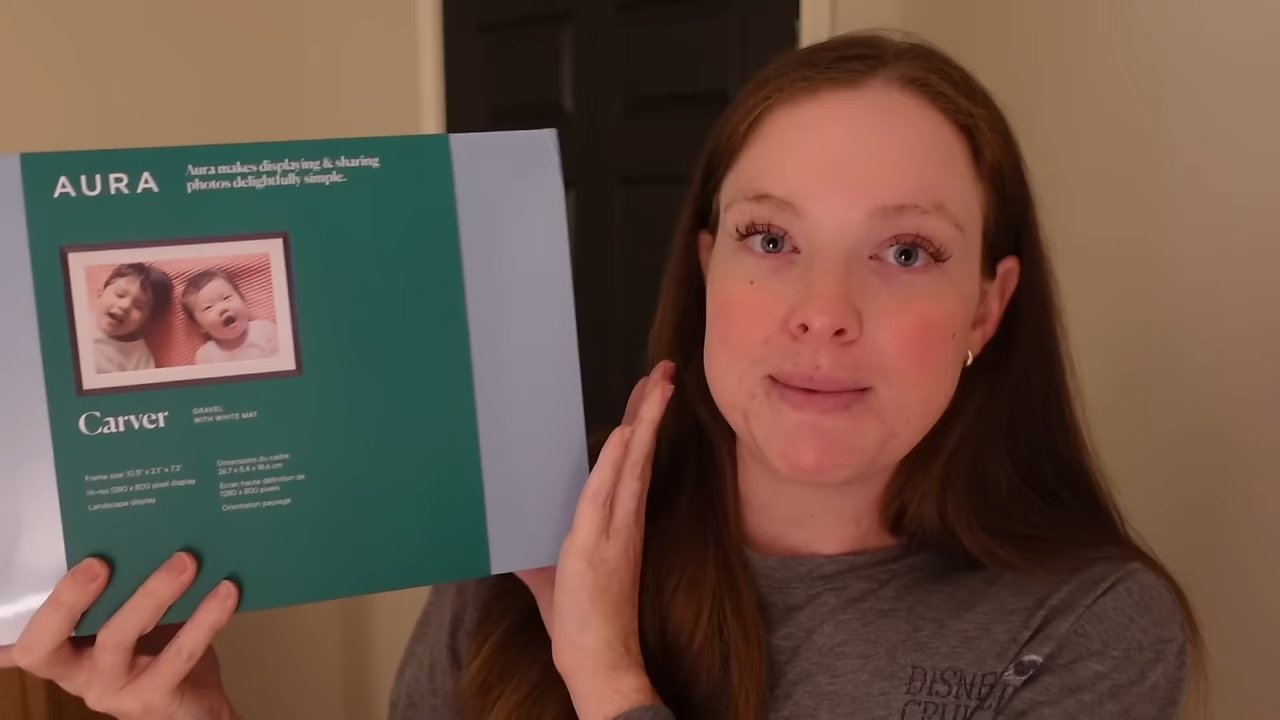 AURA
Aura makes displaying & sharing
photos delightfully simple.
Carver
GRAVEL
WITH WHITE MAT
Frame size 10.5" x 2.1" x 7.3"
Hi-res 1280 x 800 pixel display
Landscape display
Dimensions du cadre
26,7 x 5,4 x 18,6 cm
Écran haute définition de
1280 x 800 pixels
Orientation paysage
DISNEY
CRUI